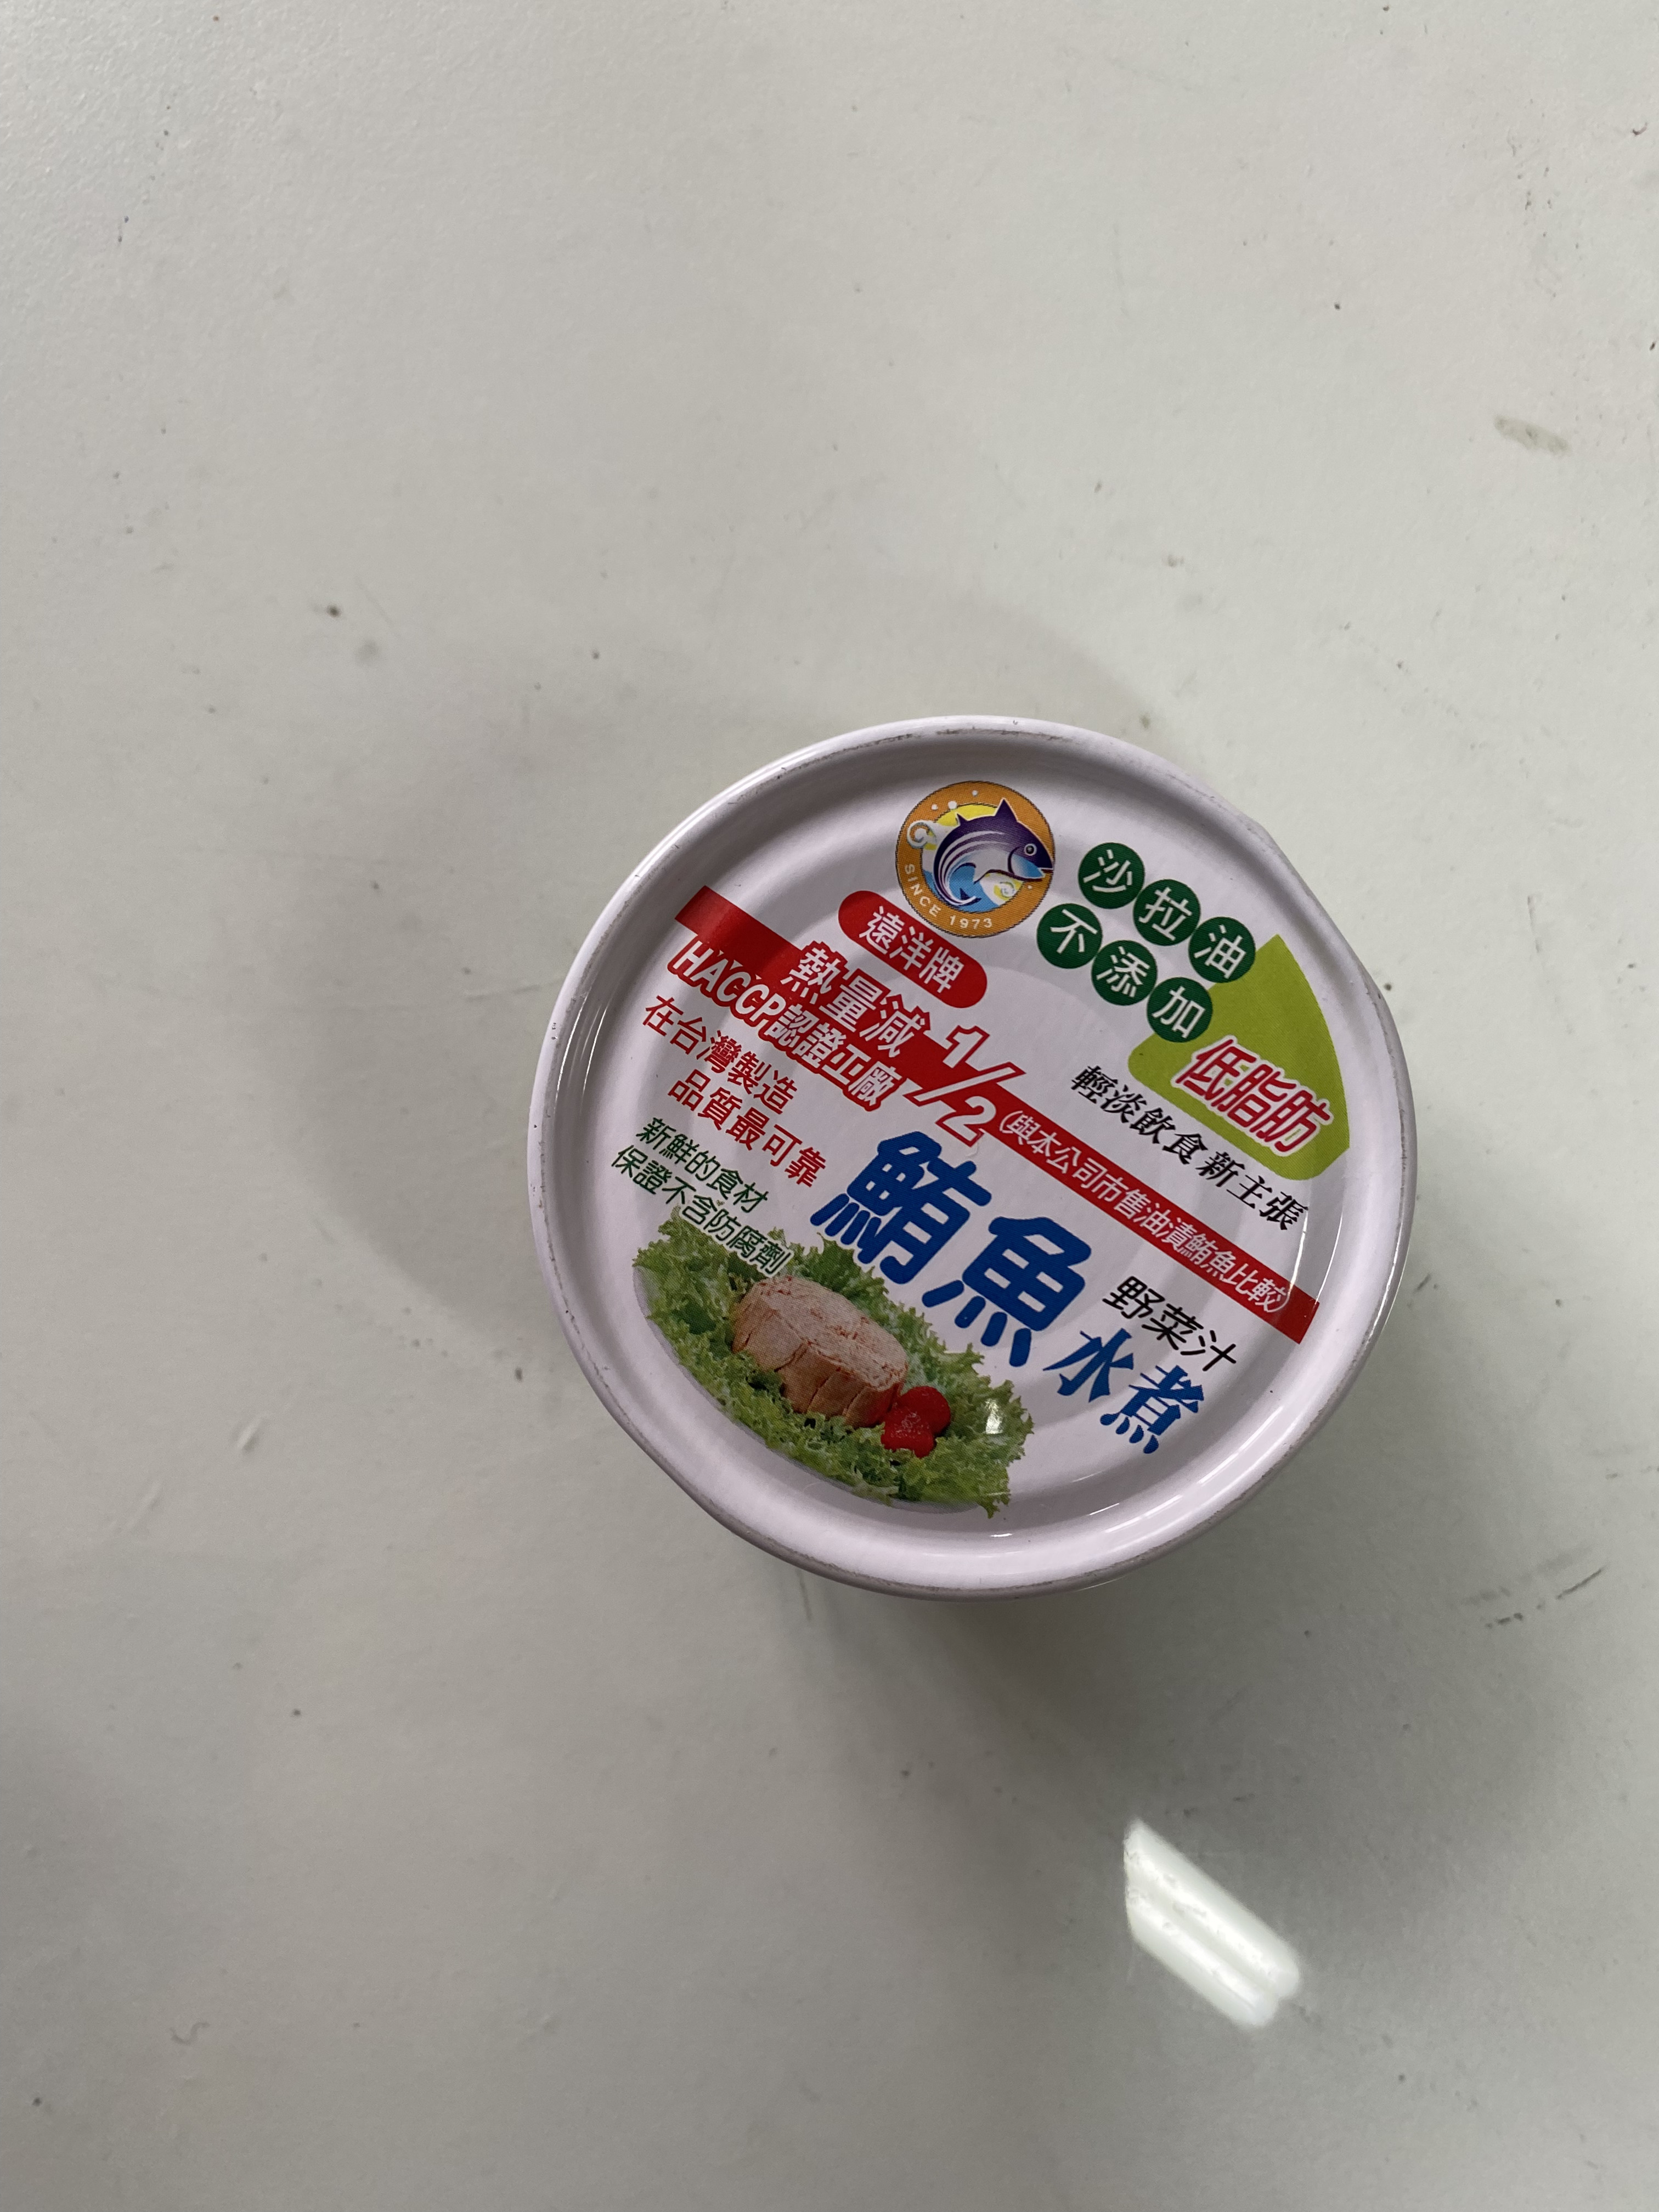 SINCE 1973
沙拉油
不添加
遠洋牌
低脂肪
輕淡飲食新主張
熱量減1/2(與本公司市售油漬鮪魚比較)
HACCP認證正廠
在台灣製造
品質最可靠
新鮮的食材
保證不含防腐劑
鮪魚
野菜汁
水煮